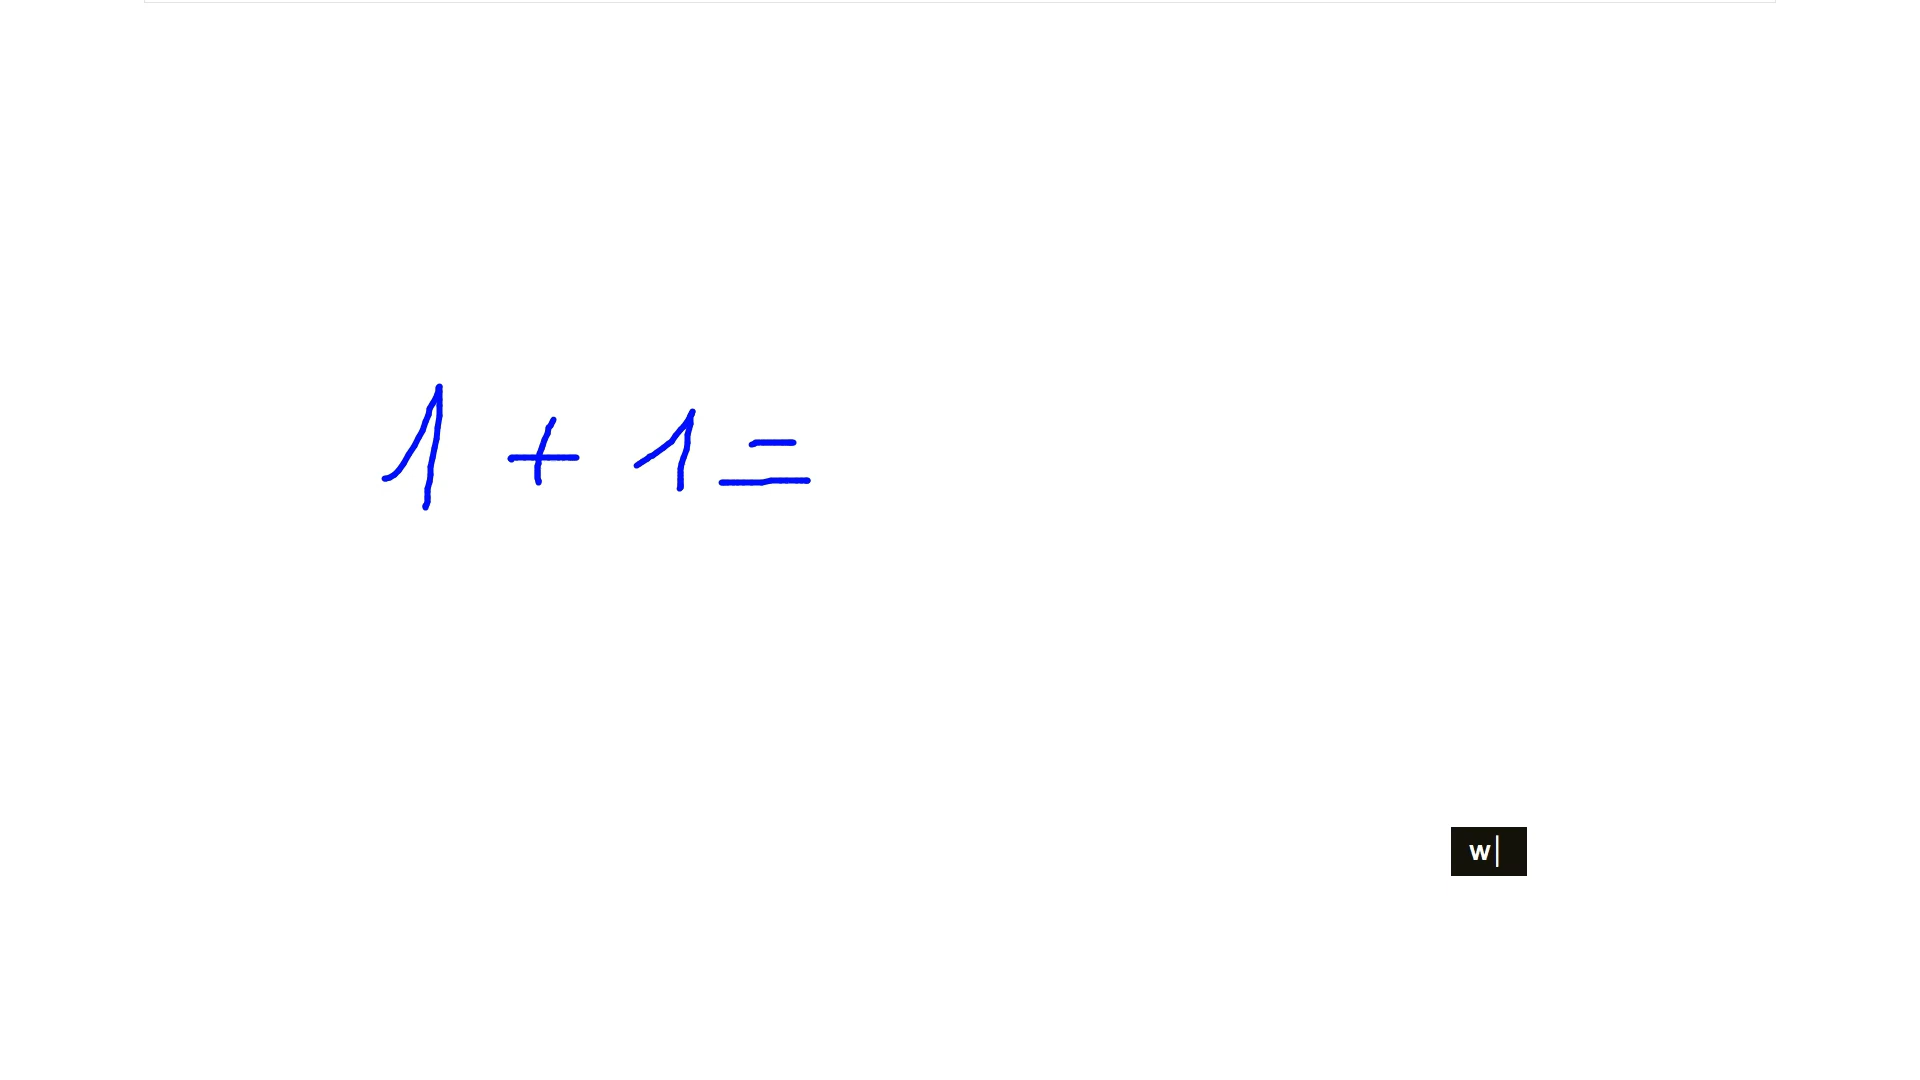 1 + 1 =
w